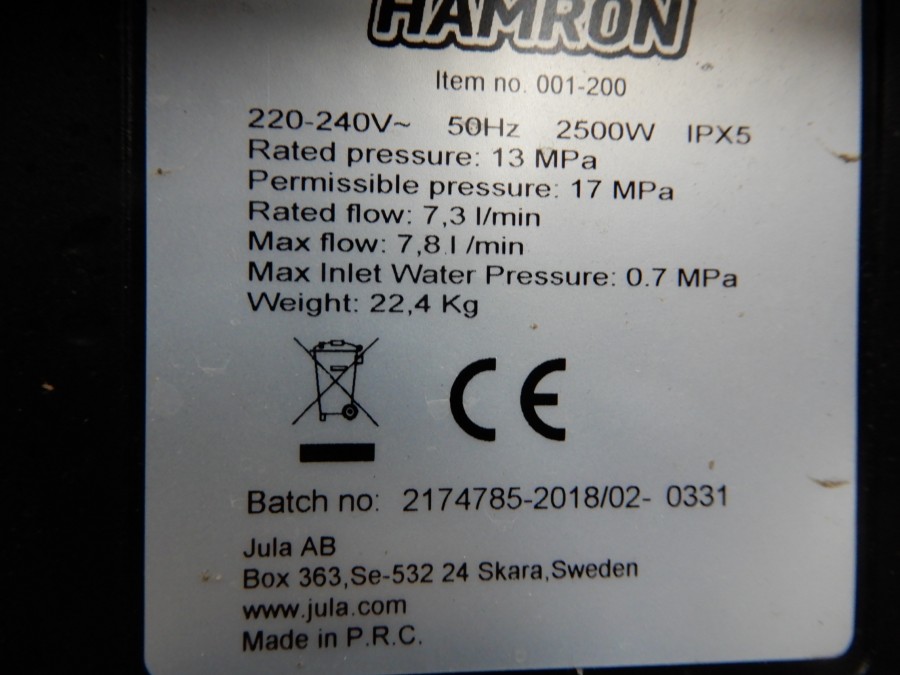 HAMRON
Item no. 001-200
220-240V~ 50Hz 2500W IPX5
Rated pressure: 13 MPa
Permissible pressure: 17 MPa
Rated flow: 7,3 l/min
Max flow: 7,8 l /min
Max Inlet Water Pressure: 0.7 MPa
Weight: 22,4 Kg
CE
Batch no: 2174785-2018/02- 0331
Jula AB
Box 363,Se-532 24 Skara,Sweden
www.jula.com
Made in P.R.C.